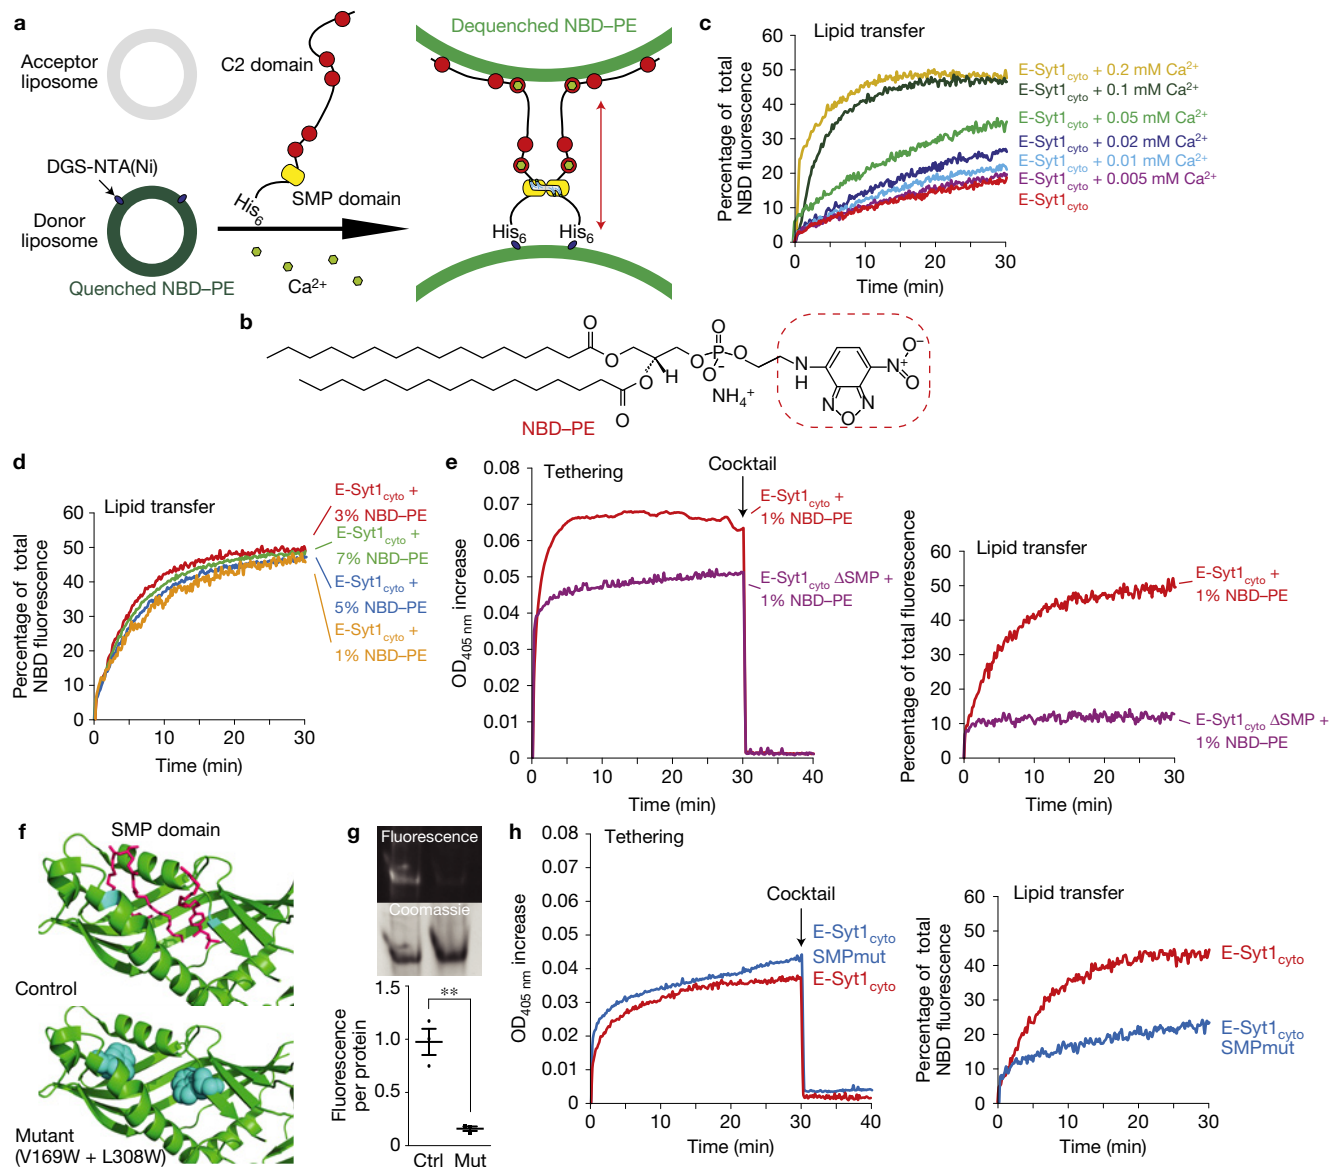 a
Acceptor
liposome
C2 domain
DGS-NTA(Ni)
His6
SMP domain
Donor
liposome
Quenched NBD–PE
Ca2+
Dequenched NBD–PE
His6
His6
c
Lipid transfer
Percentage of total
NBD fluorescence
60
50
40
30
20
10
0
0
10
20
30
Time (min)
E-Syt1cyto + 0.2 mM Ca2+
E-Syt1cyto + 0.1 mM Ca2+
E-Syt1cyto + 0.05 mM Ca2+
E-Syt1cyto + 0.02 mM Ca2+
E-Syt1cyto + 0.01 mM Ca2+
E-Syt1cyto + 0.005 mM Ca2+
E-Syt1cyto
b
O
O
O
O
H
O
O
P
O−
O
NH4+
N
H
N
O
N
N+
O−
O
NBD–PE
d
Lipid transfer
Percentage of total
NBD fluorescence
60
50
40
30
20
10
0
0
10
20
30
Time (min)
E-Syt1cyto +
3% NBD–PE
E-Syt1cyto +
7% NBD–PE
E-Syt1cyto +
5% NBD–PE
E-Syt1cyto +
1% NBD–PE
e
Tethering
Cocktail
OD405 nm increase
0.08
0.07
0.06
0.05
0.04
0.03
0.02
0.01
0
0
10
20
30
40
Time (min)
E-Syt1cyto +
1% NBD–PE
E-Syt1cyto ΔSMP +
1% NBD–PE
Lipid transfer
Percentage of total fluorescence
60
50
40
30
20
10
0
0
10
20
30
Time (min)
E-Syt1cyto +
1% NBD–PE
E-Syt1cyto ΔSMP +
1% NBD–PE
f
SMP domain
Control
Mutant
(V169W + L308W)
g
Fluorescence
Coomassie
Fluorescence
per protein
1.5
1.0
0.5
0
**
Ctrl
Mut
h
Tethering
Cocktail
OD405 nm increase
0.08
0.07
0.06
0.05
0.04
0.03
0.02
0.01
0
0
10
20
30
40
Time (min)
E-Syt1cyto
SMPmut
E-Syt1cyto
Lipid transfer
Percentage of total
NBD fluorescence
60
50
40
30
20
10
0
0
10
20
30
Time (min)
E-Syt1cyto
E-Syt1cyto
SMPmut